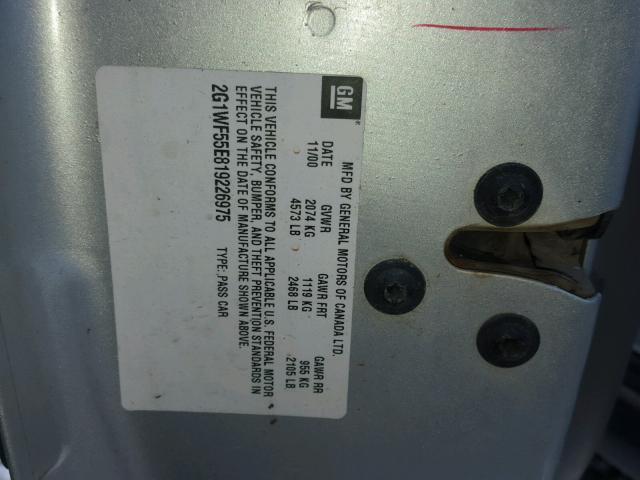 GM
MFD BY GENERAL MOTORS OF CANADA LTD.
DATE GVWR GAWR FRT GAWR RR
11/00 2074 KG 1119 KG 955 KG
4573 LB 2468 LB 2105 LB
THIS VEHICLE CONFORMS TO ALL APPLICABLE U.S. FEDERAL MOTOR
VEHICLE SAFETY, BUMPER, AND THEFT PREVENTION STANDARDS IN
EFFECT ON THE DATE OF MANUFACTURE SHOWN ABOVE.
2G1WF55E819226975 TYPE: PASS CAR